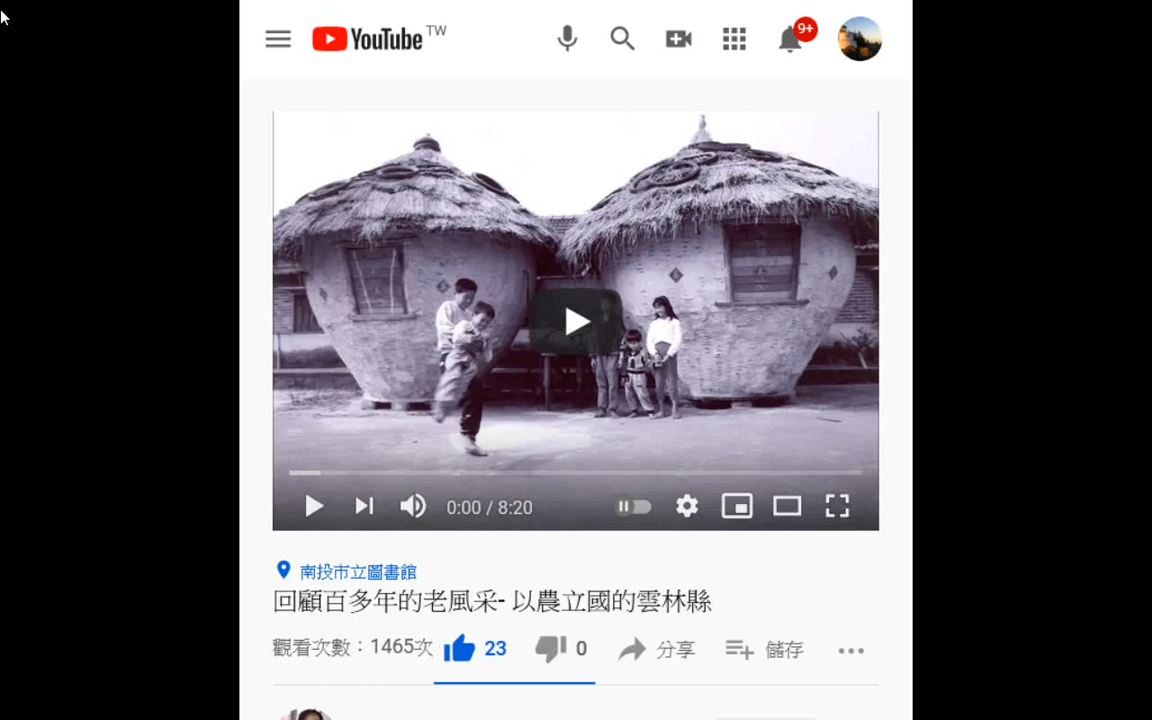 YouTube TW
9+
0:00 / 8:20
南投市立圖書館
回顧百多年的老風采- 以農立國的雲林縣
觀看次數：1465次 23 0 分享 儲存